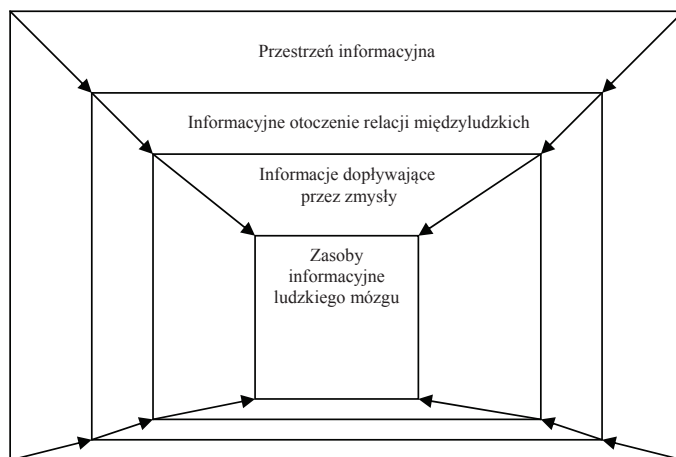 Przestrzeń informacyjna
Informacyjne otoczenie relacji międzyludzkich
Informacje dopływające
przez zmysły
Zasoby
informacyjne
ludzkiego mózgu